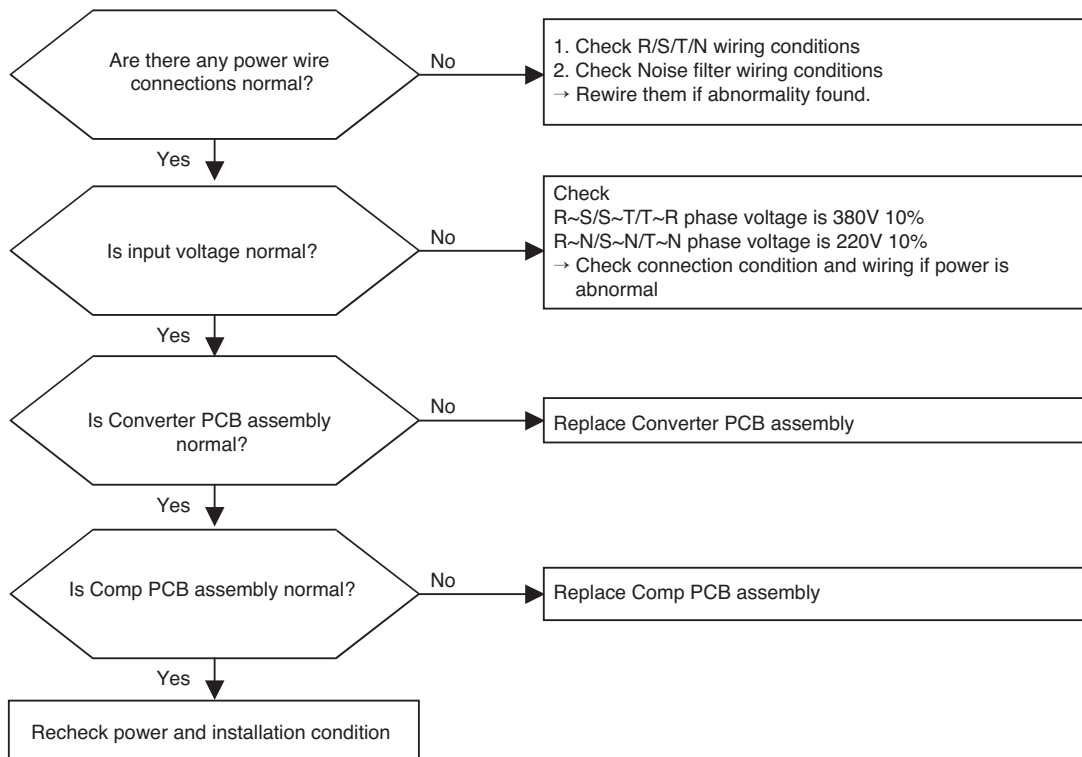 Are there any power wire
connections normal?
No
1. Check R/S/T/N wiring conditions
2. Check Noise filter wiring conditions
→ Rewire them if abnormality found.
Yes
Is input voltage normal?
No
Check
R~S/S~T/T~R phase voltage is 380V 10%
R~N/S~N/T~N phase voltage is 220V 10%
→ Check connection condition and wiring if power is
abnormal
Yes
Is Converter PCB assembly
normal?
No
Replace Converter PCB assembly
Yes
Is Comp PCB assembly normal?
No
Replace Comp PCB assembly
Yes
Recheck power and installation condition